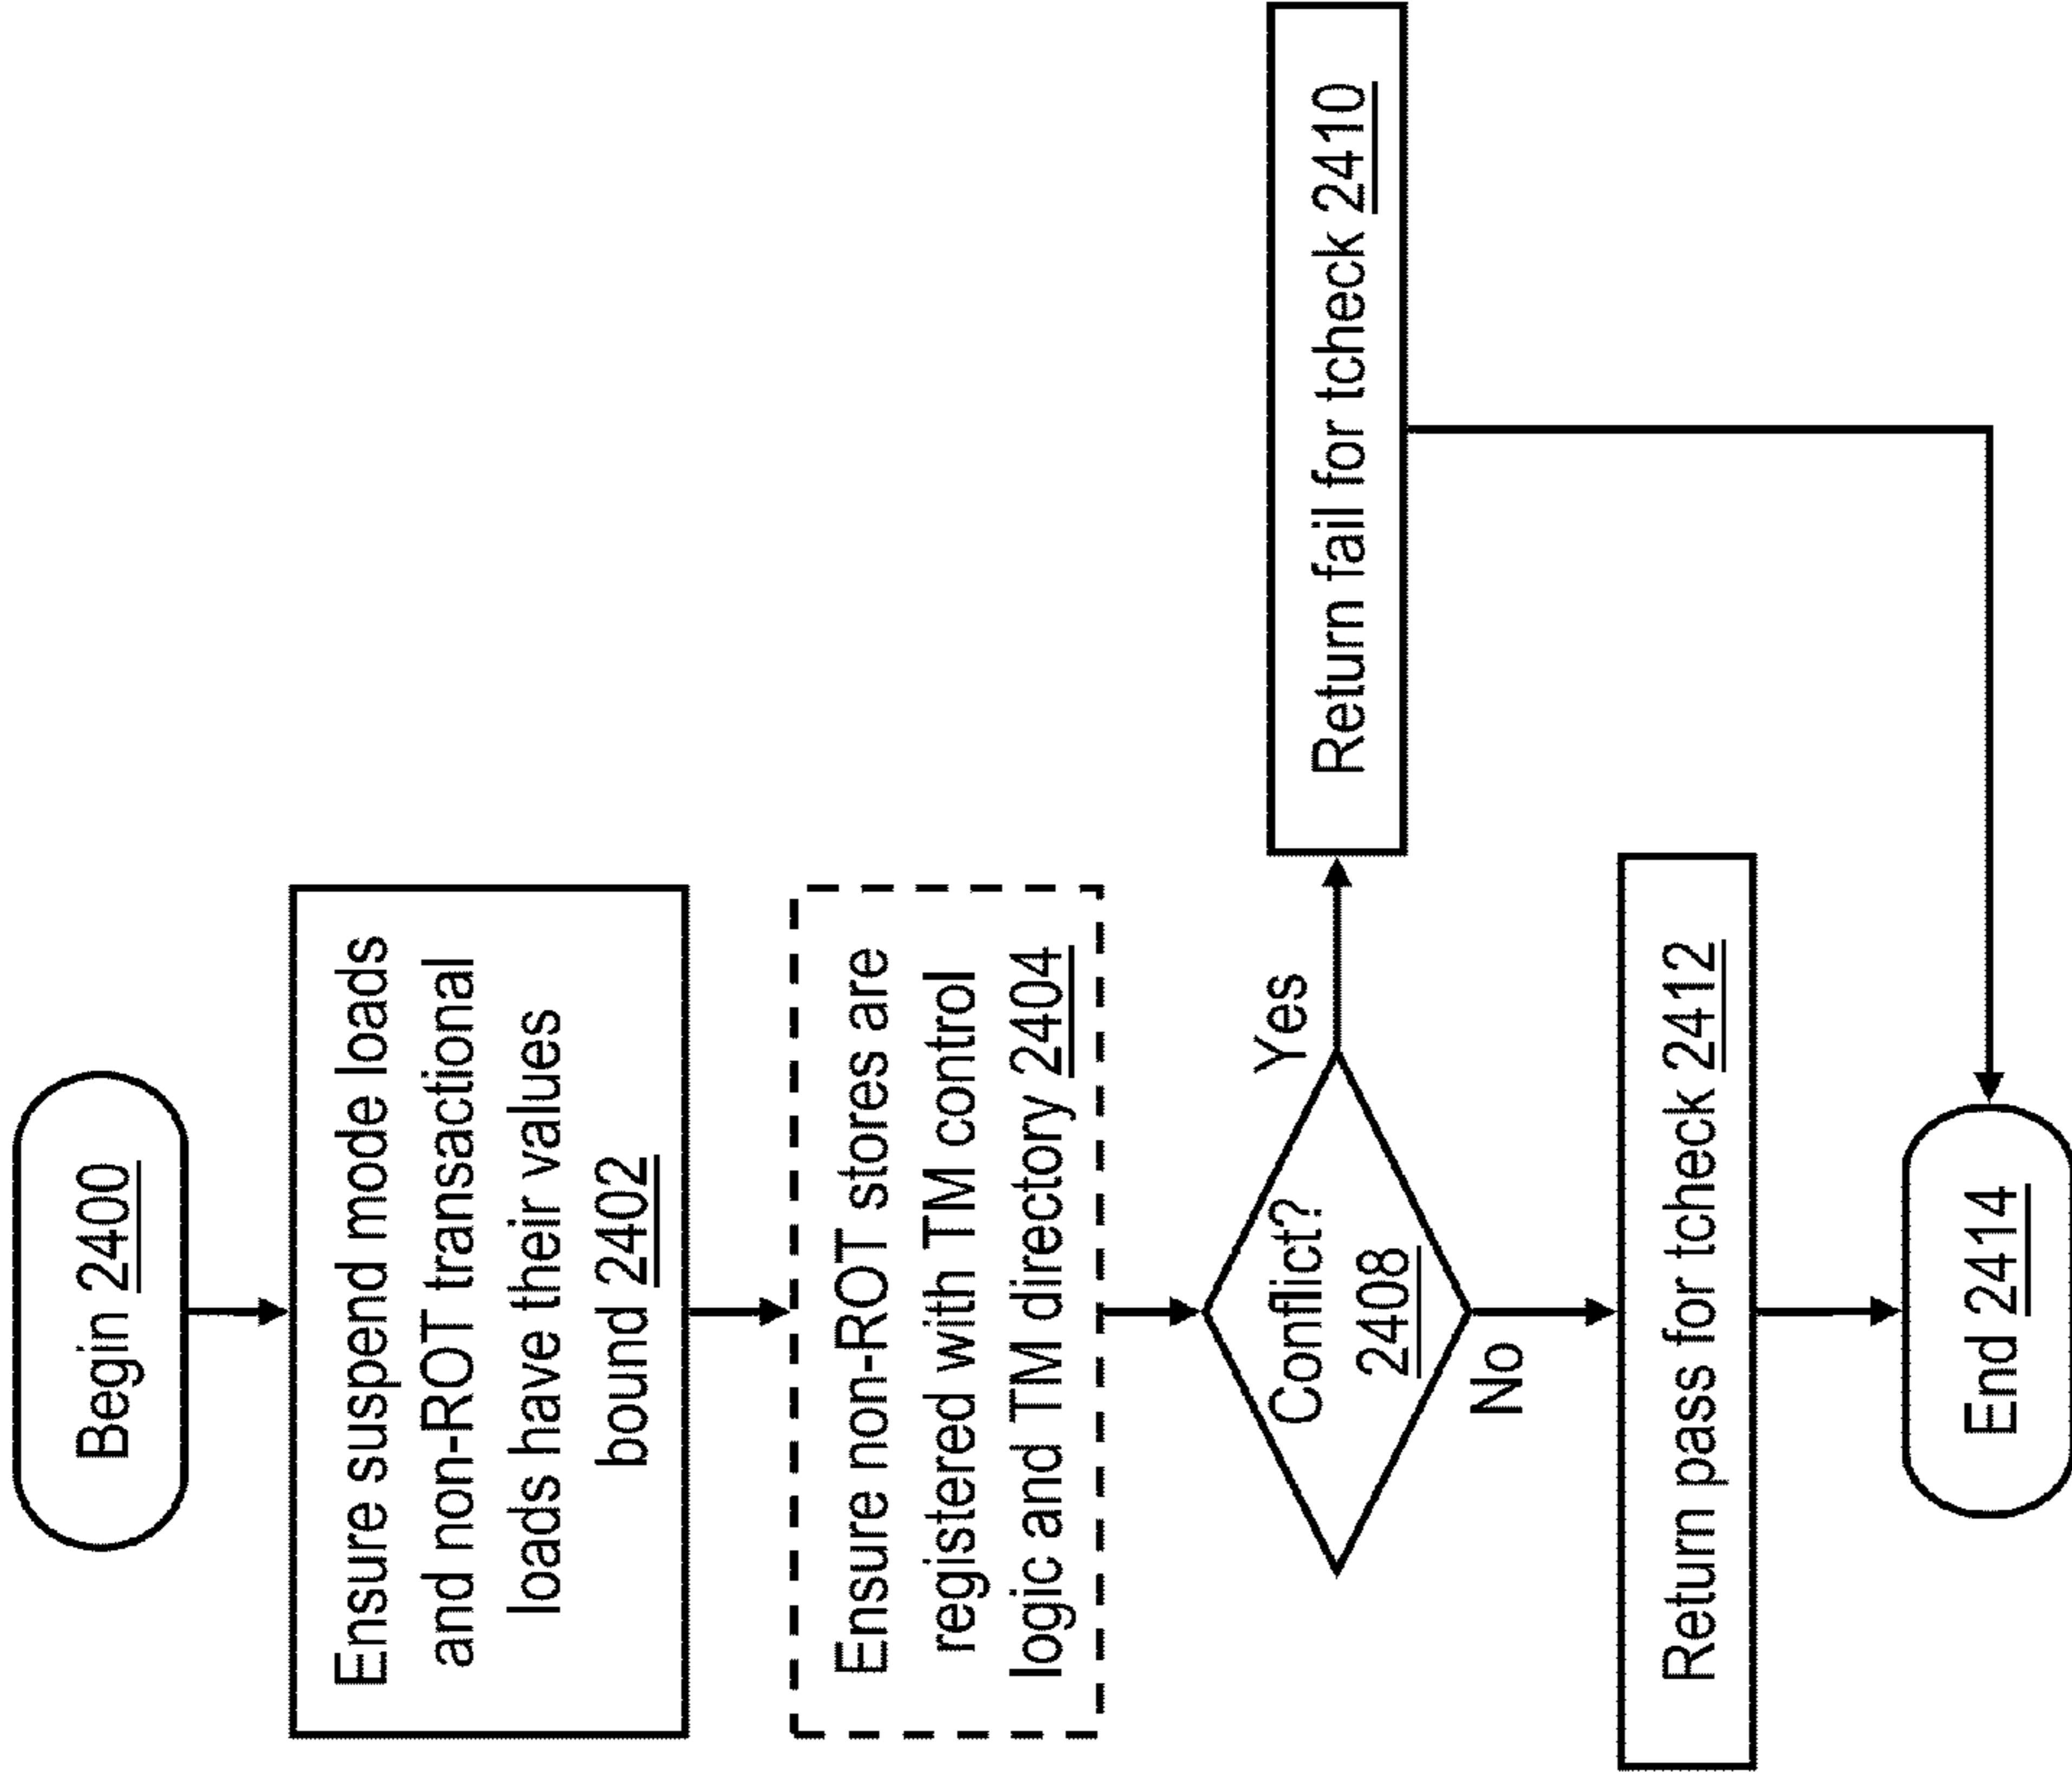 Begin 2400
Ensure suspend mode loads
and non-ROT transactional
loads have their values
bound 2402
Ensure non-ROT stores are
registered with TM control
logic and TM directory 2404
Conflict?
2408
Yes
Return fail for tcheck 2410
No
Return pass for tcheck 2412
End 2414